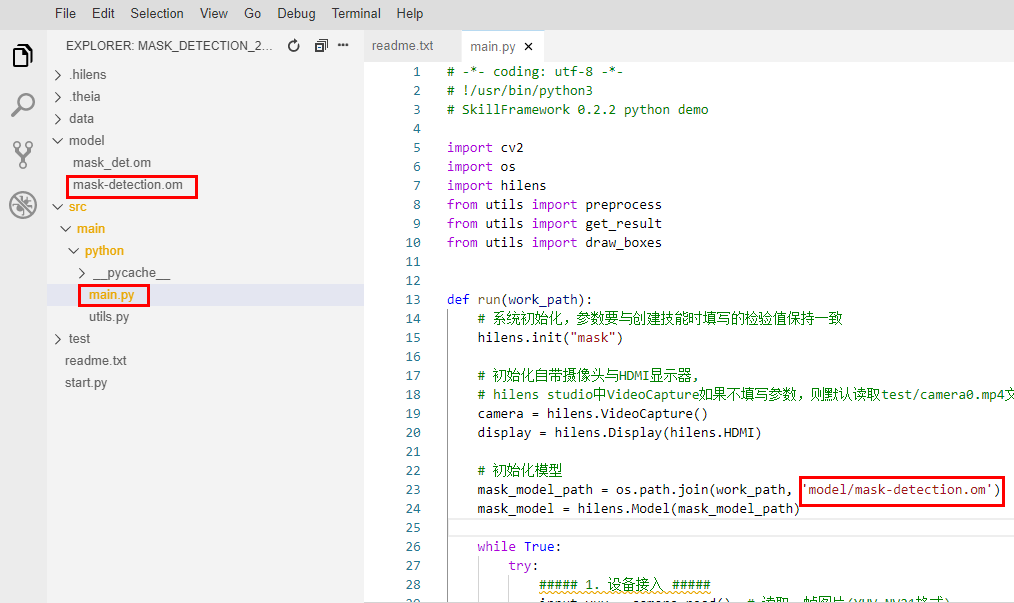 File Edit Selection View Go Debug Terminal Help
EXPLORER: MASK_DETECTION_2...
.hilens
.theia
data
model
mask_det.om
mask-detection.om
src
main
python
__pycache__
main.py
utils.py
test
readme.txt
start.py
readme.txt main.py
1 # -*- coding: utf-8 -*-
2 # !/usr/bin/python3
3 # SkillFramework 0.2.2 python demo
4
5 import cv2
6 import os
7 import hilens
8 from utils import preprocess
9 from utils import get_result
10 from utils import draw_boxes
11
12
13 def run(work_path):
14 # 系统初始化，参数要与创建技能时填写的检验值保持一致
15 hilens.init("mask")
16
17 # 初始化自带摄像头与HDMI显示器,
18 # hilens studio中VideoCapture如果不填写参数，则默认读取test/camera0.mp4文
19 camera = hilens.VideoCapture()
20 display = hilens.Display(hilens.HDMI)
21
22 # 初始化模型
23 mask_model_path = os.path.join(work_path, 'model/mask-detection.om')
24 mask_model = hilens.Model(mask_model_path)
25
26 while True:
27 try:
28 ##### 1. 设备接入 #####